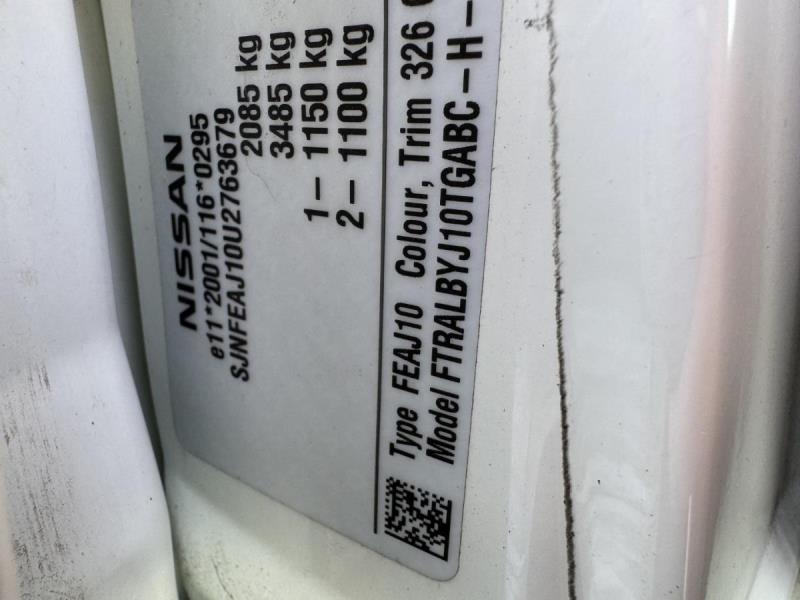 NISSAN
e11*2001/116*0295
SJNFEAJ10U2763679
2085 kg
3485 kg
1– 1150 kg
2– 1100 kg
Type FEAJ10 Colour, Trim 326
Model FTRALBYJ10TGABC–H–